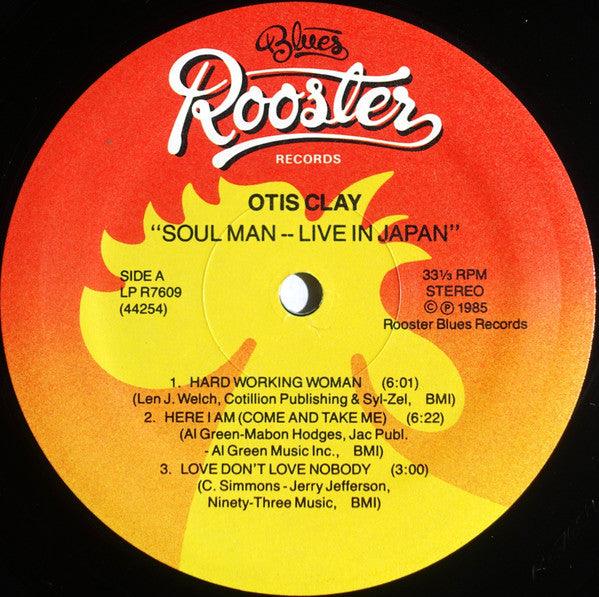 Blues
Rooster
RECORDS
OTIS CLAY
"SOUL MAN -- LIVE IN JAPAN"
SIDE A
LP R7609
(44254)
33⅓ RPM
STEREO
© ℗ 1985
Rooster Blues Records
1. HARD WORKING WOMAN (6:01)
(Len J. Welch, Cotillion Publishing & Syl-Zel, BMI)
2. HERE I AM (COME AND TAKE ME) (6:22)
(Al Green-Mabon Hodges, Jac Publ.
- Al Green Music Inc., BMI)
3. LOVE DON'T LOVE NOBODY (3:00)
(C. Simmons - Jerry Jefferson,
Ninety-Three Music, BMI)